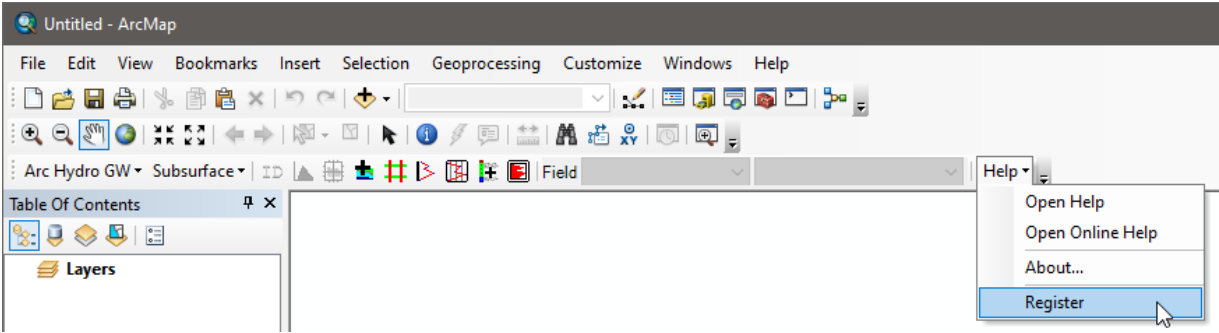 Untitled - ArcMap
File Edit View Bookmarks Insert Selection Geoprocessing Customize Windows Help
XY
Arc Hydro GW Subsurface ID Field Help
Table Of Contents
Open Help
Open Online Help
Layers
About...
Register